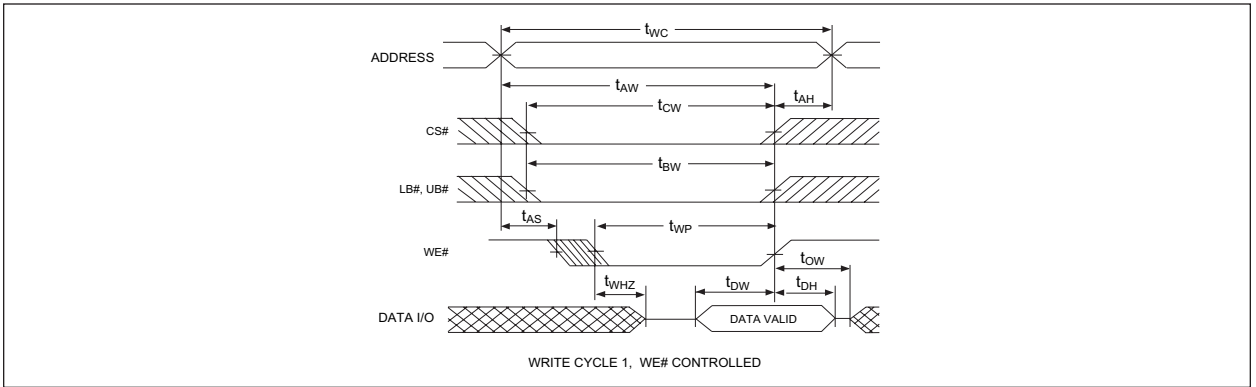 tWC
ADDRESS
tAW
tCW
tAH
CS#
tBW
LB#, UB#
tAS
tWP
WE#
tOW
tWHZ
tDW
tDH
DATA I/O
DATA VALID
WRITE CYCLE 1, WE# CONTROLLED